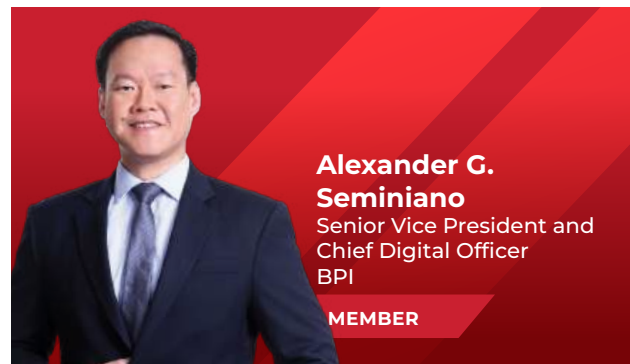 Alexander G.
Seminiano
Senior Vice President and
Chief Digital Officer
BPI
MEMBER